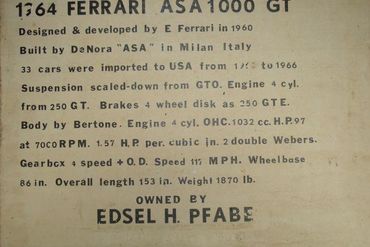 1964 FERRARI ASA 1000 GT
Designed & developed by E Ferrari in 1960
Built by DeNora "ASA" in Milan Italy
33 cars were imported to USA from to 1966
Suspension scaled-down from GTO. Engine 4 cyl.
from 250 GT. Brakes 4 wheel disk as 250 GTE.
Body by Bertone. Engine 4 cyl. OHC. 1032 cc. H.P. 97
at 7000 RPM. 1.57 H.P. per. cubic in. 2 double Webers.
Gearbox 4 speed + O.D. Speed MPH. Wheelbase
86 in. Overall length 153 in. Weight 1870 lb.
OWNED BY
EDSEL H. PFABE